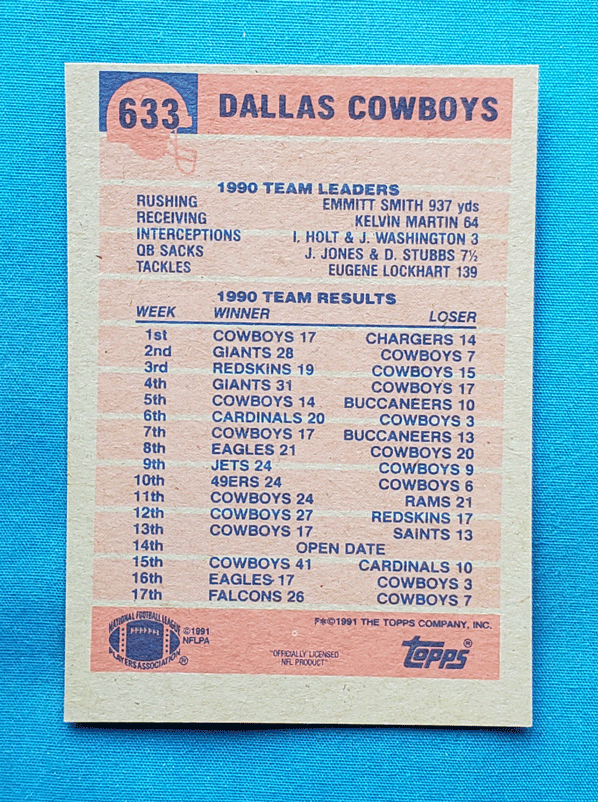 633 DALLAS COWBOYS
1990 TEAM LEADERS
RUSHING EMMITT SMITH 937 yds
RECEIVING KELVIN MARTIN 64
INTERCEPTIONS I. HOLT & J. WASHINGTON 3
QB SACKS J. JONES & D. STUBBS 7½
TACKLES EUGENE LOCKHART 139
1990 TEAM RESULTS
WEEK WINNER LOSER
1st COWBOYS 17 CHARGERS 14
2nd GIANTS 28 COWBOYS 7
3rd REDSKINS 19 COWBOYS 15
4th GIANTS 31 COWBOYS 17
5th COWBOYS 14 BUCCANEERS 10
6th CARDINALS 20 COWBOYS 3
7th COWBOYS 17 BUCCANEERS 13
8th EAGLES 21 COWBOYS 20
9th JETS 24 COWBOYS 9
10th 49ERS 24 COWBOYS 6
11th COWBOYS 24 RAMS 21
12th COWBOYS 27 REDSKINS 17
13th COWBOYS 17 SAINTS 13
14th OPEN DATE
15th COWBOYS 41 CARDINALS 10
16th EAGLES 17 COWBOYS 3
17th FALCONS 26 COWBOYS 7
NATIONAL FOOTBALL LEAGUE
PLAYERS ASSOCIATION ®
©1991
NFLPA
"OFFICIALLY LICENSED
NFL PRODUCT"
F*©1991 THE TOPPS COMPANY, INC.
TOPPS®